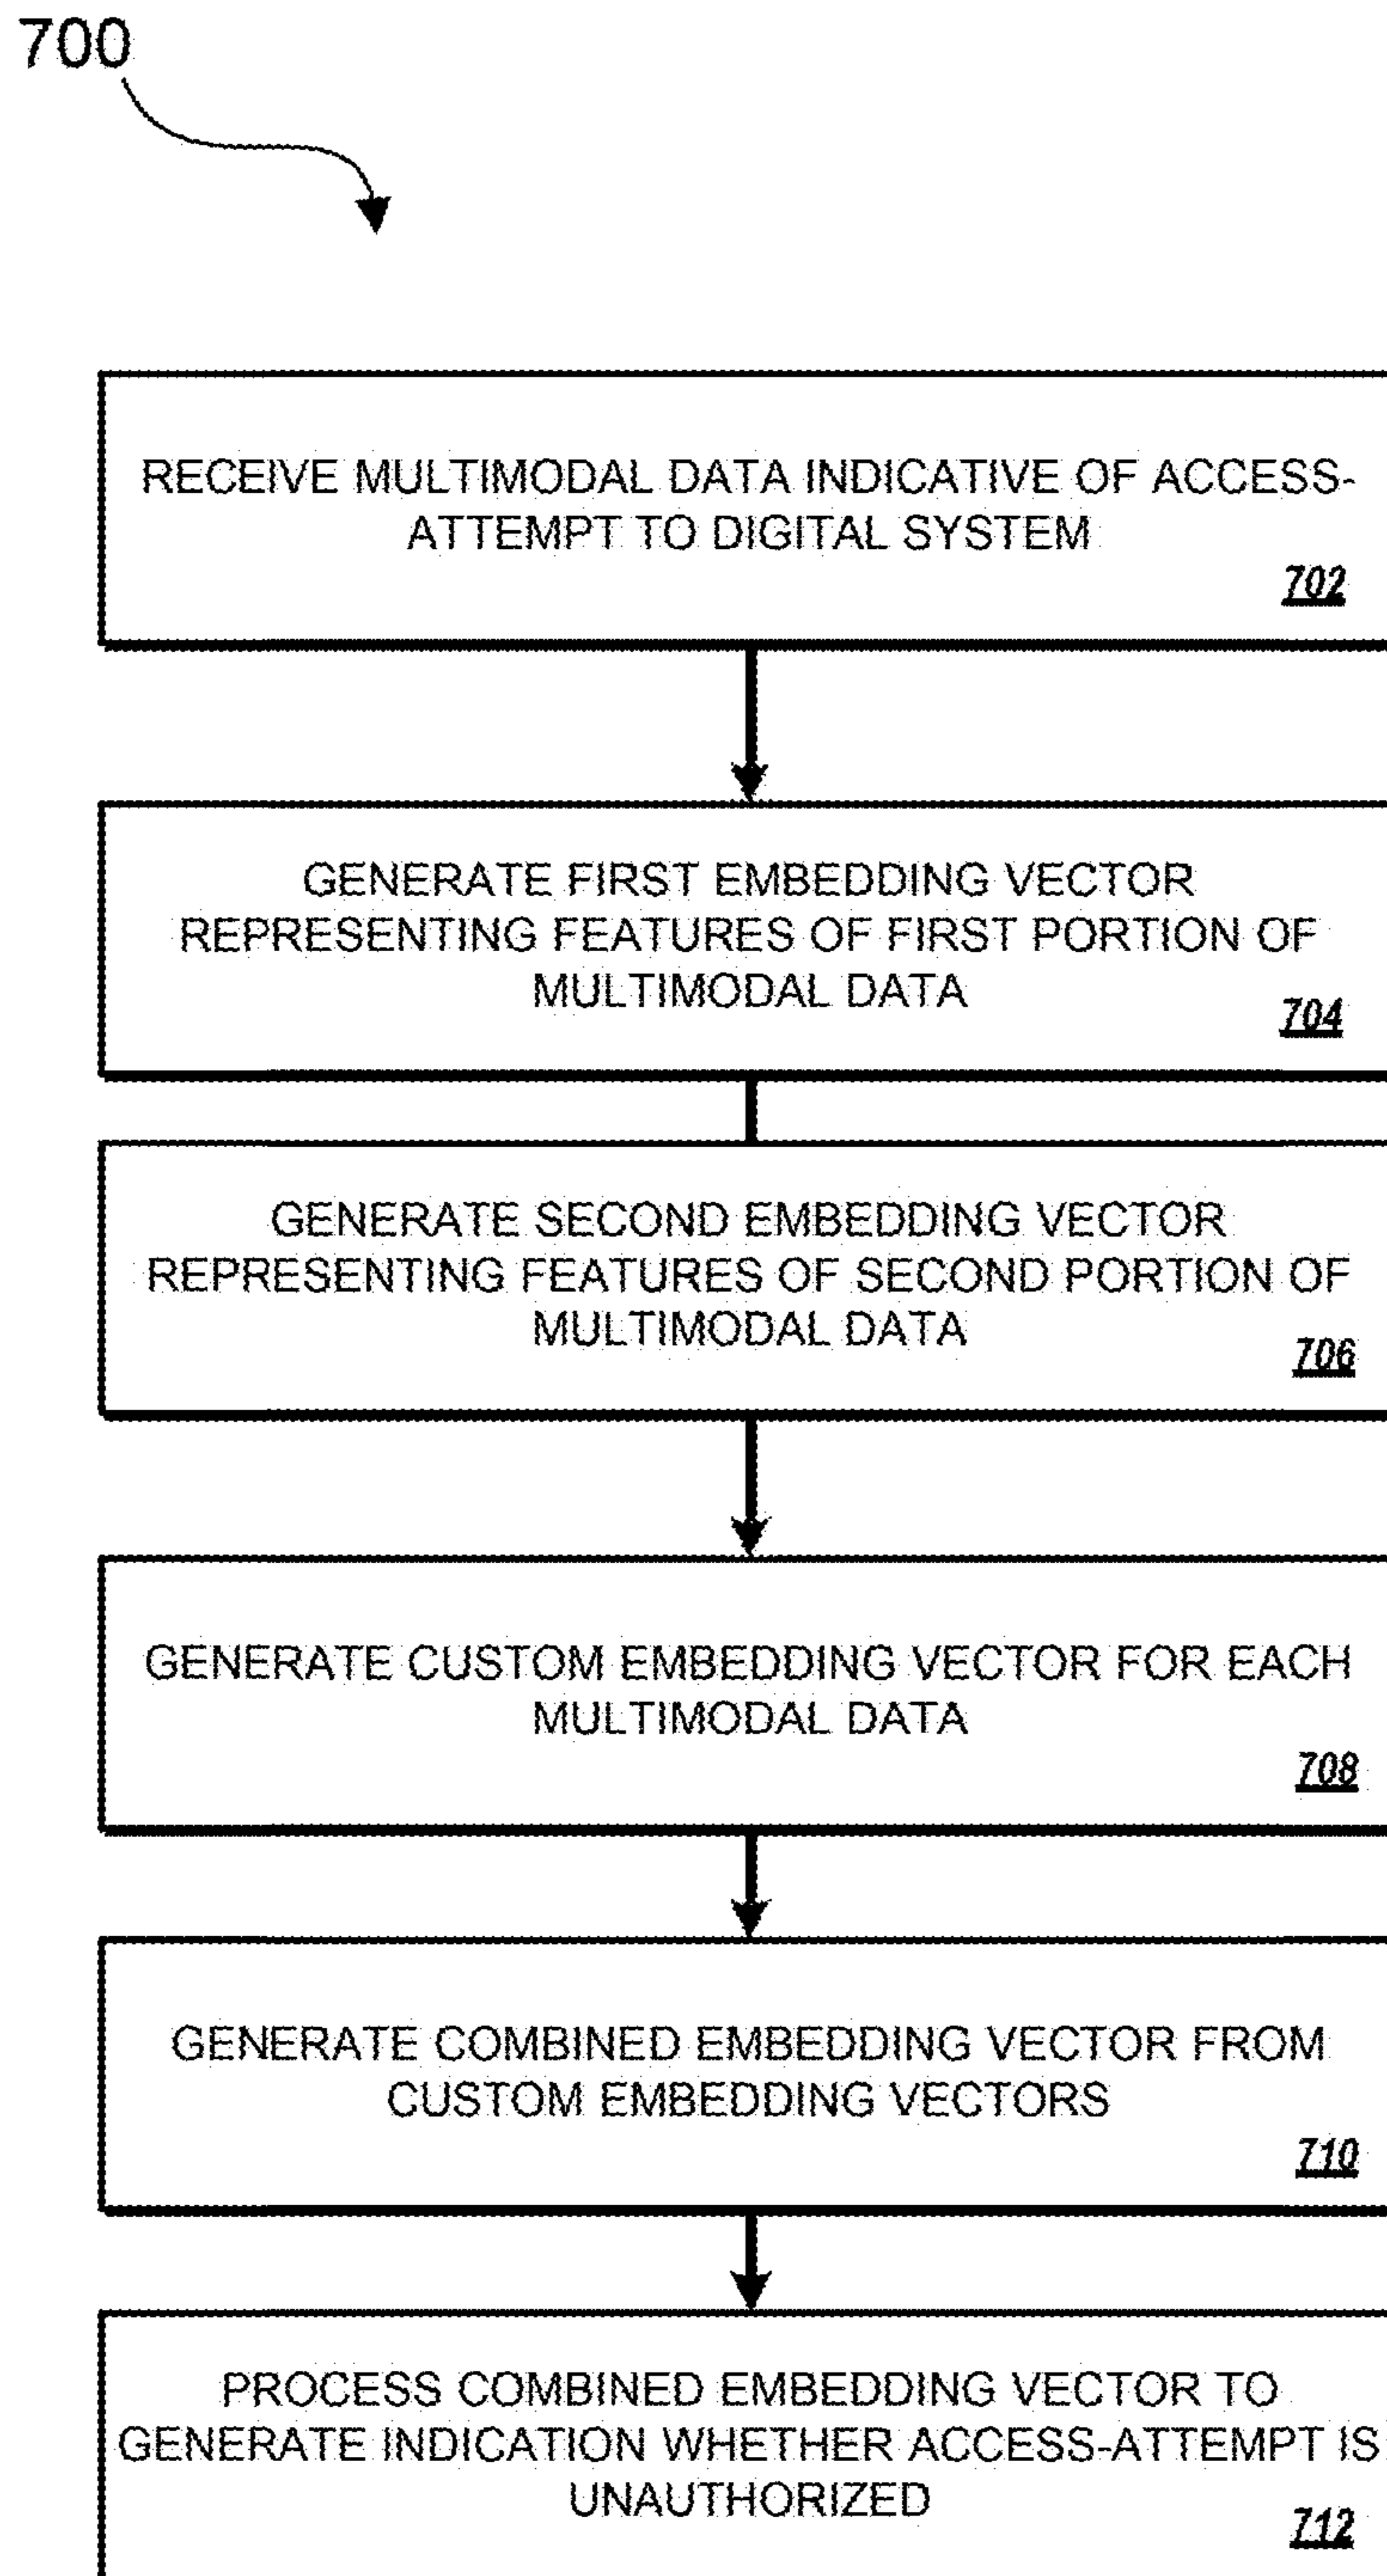 700
RECEIVE MULTIMODAL DATA INDICATIVE OF ACCESS-
ATTEMPT TO DIGITAL SYSTEM
702
GENERATE FIRST EMBEDDING VECTOR
REPRESENTING FEATURES OF FIRST PORTION OF
MULTIMODAL DATA
704
GENERATE SECOND EMBEDDING VECTOR
REPRESENTING FEATURES OF SECOND PORTION OF
MULTIMODAL DATA
706
GENERATE CUSTOM EMBEDDING VECTOR FOR EACH
MULTIMODAL DATA
708
GENERATE COMBINED EMBEDDING VECTOR FROM
CUSTOM EMBEDDING VECTORS
710
PROCESS COMBINED EMBEDDING VECTOR TO
GENERATE INDICATION WHETHER ACCESS-ATTEMPT IS
UNAUTHORIZED
712